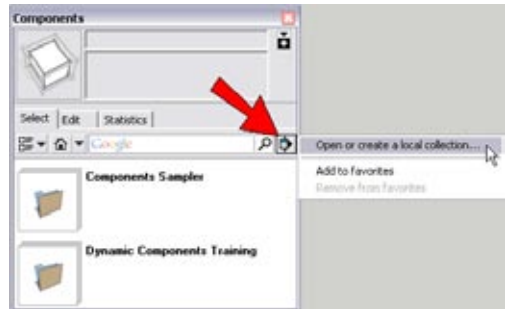 Components
Select
Edit
Statistics
Google
Open or create a local collection...
Components Sampler
Add to favorites
Remove from favorites
Dynamic Components Training